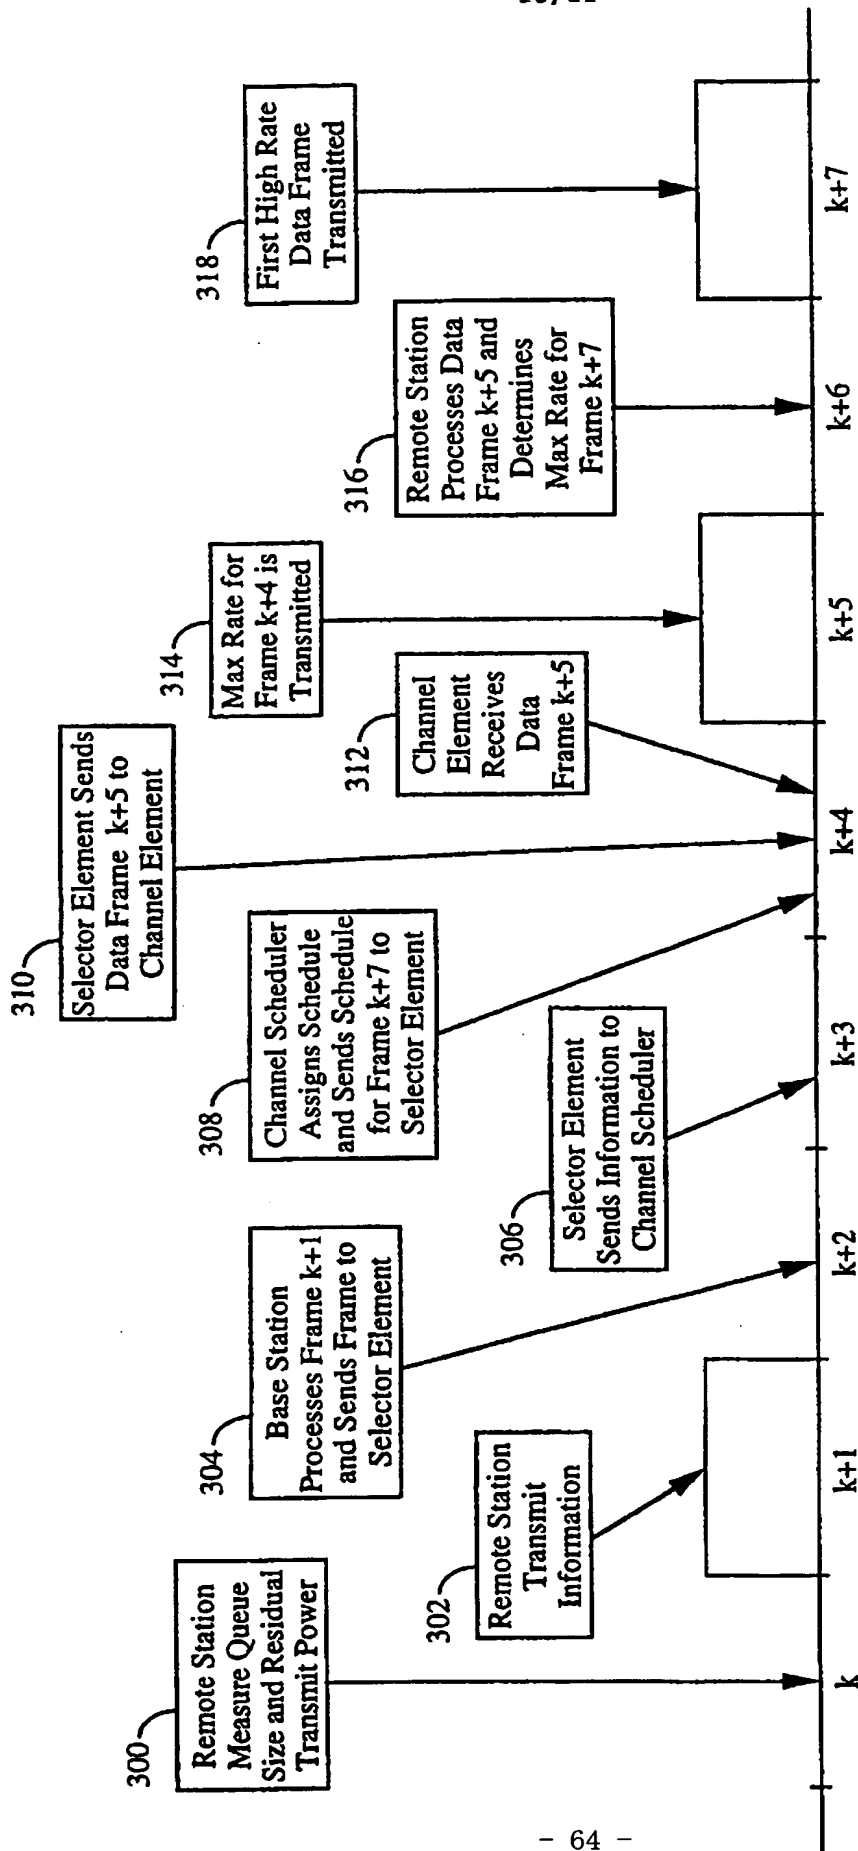 300
Remote Station
Measure Queue
Size and Residual
Transmit Power
302
Remote Station
Transmit
Information
304
Base Station
Processes Frame k+1
and Sends Frame to
Selector Element
306
Selector Element
Sends Information to
Channel Scheduler
308
Channel Scheduler
Assigns Schedule
and Sends Schedule
for Frame k+7 to
Selector Element
310
Selector Element Sends
Data Frame k+5 to
Channel Element
312
Channel
Element
Receives
Data
Frame k+5
314
Max Rate for
Frame k+4 is
Transmitted
316
Remote Station
Processes Data
Frame k+5 and
Determines
Max Rate for
Frame k+7
318
First High Rate
Data Frame
Transmitted
k
k+1
k+2
k+3
k+4
k+5
k+6
k+7
- 64 -